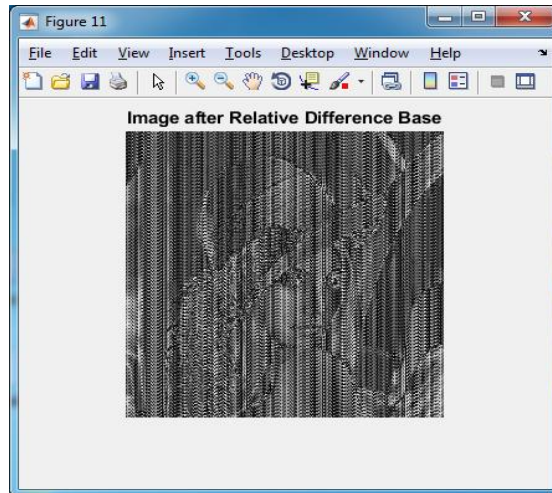 Figure 11
File Edit View Insert Tools Desktop Window Help
Image after Relative Difference Base